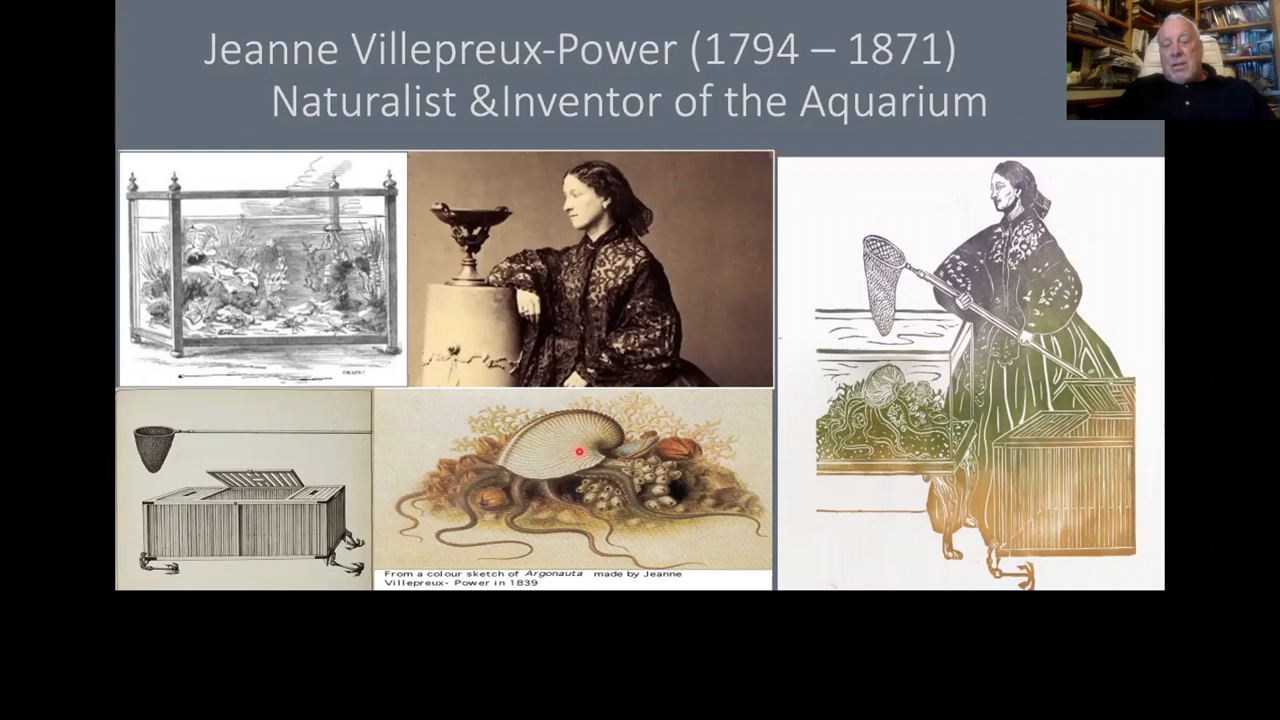 Jeanne Villepreux-Power (1794 – 1871)
Naturalist &Inventor of the Aquarium
From a colour sketch of Argonauta made by Jeanne
Villepreux- Power in 1839